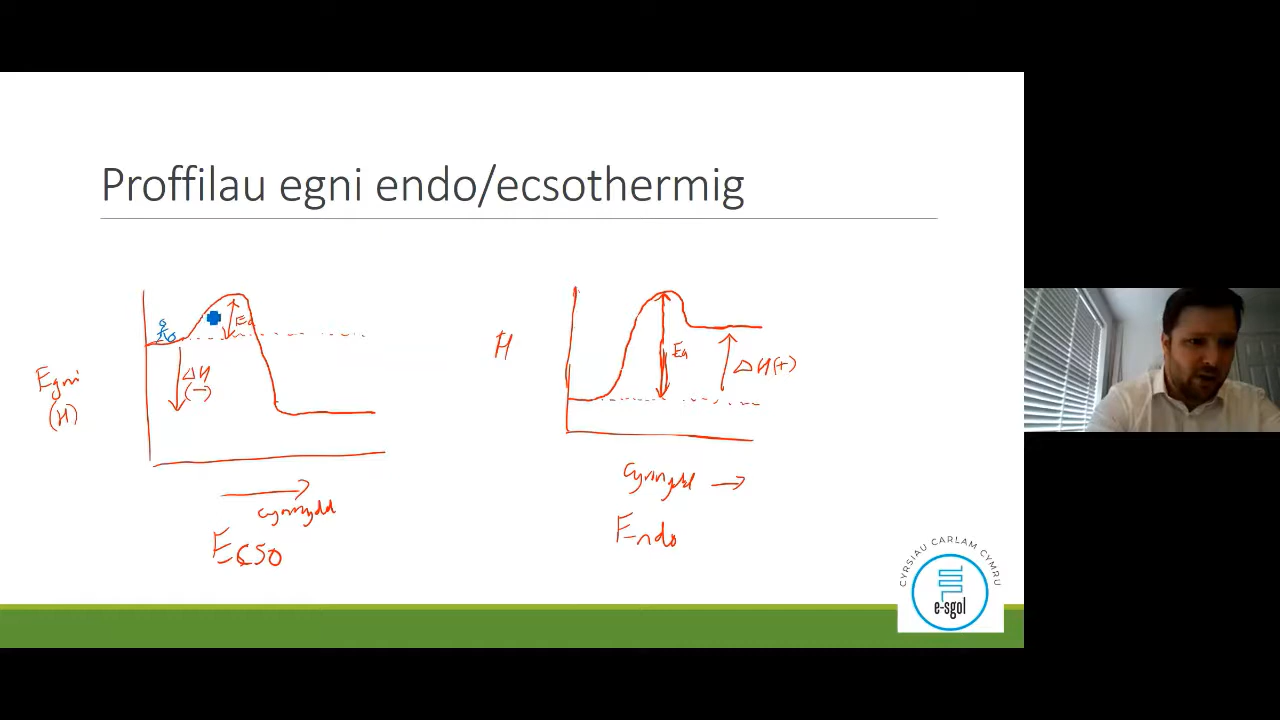 Proffilau egni endo/ecsothermig
Ea
ΔH
(-)
Egni
(H)
cynnydd
Ecso
H
Ea
ΔH(+)
cynnydd
Endo
CYRSIAU CARLAM CYMRU
e-sgol